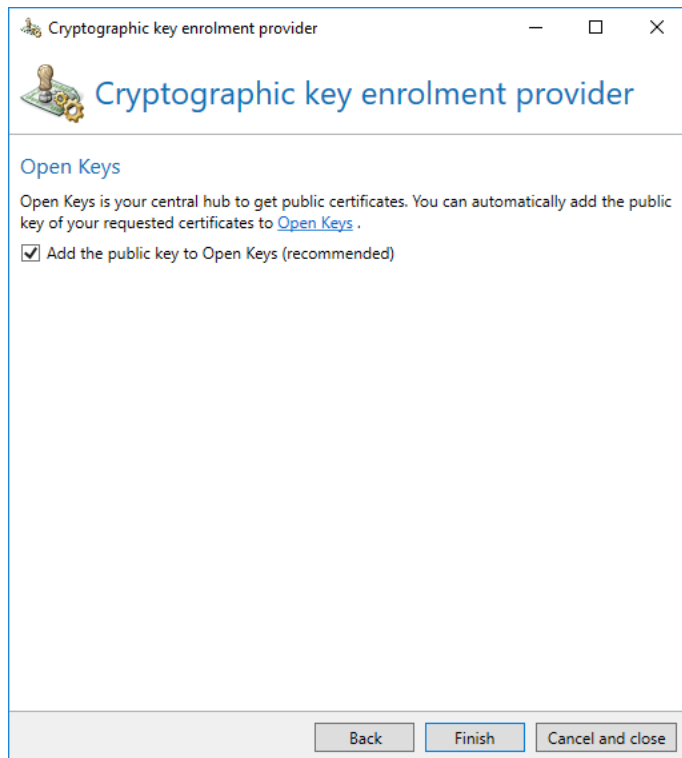 Cryptographic key enrolment provider
Cryptographic key enrolment provider
Open Keys
Open Keys is your central hub to get public certificates. You can automatically add the public
key of your requested certificates to Open Keys .
Add the public key to Open Keys (recommended)
Back Finish Cancel and close